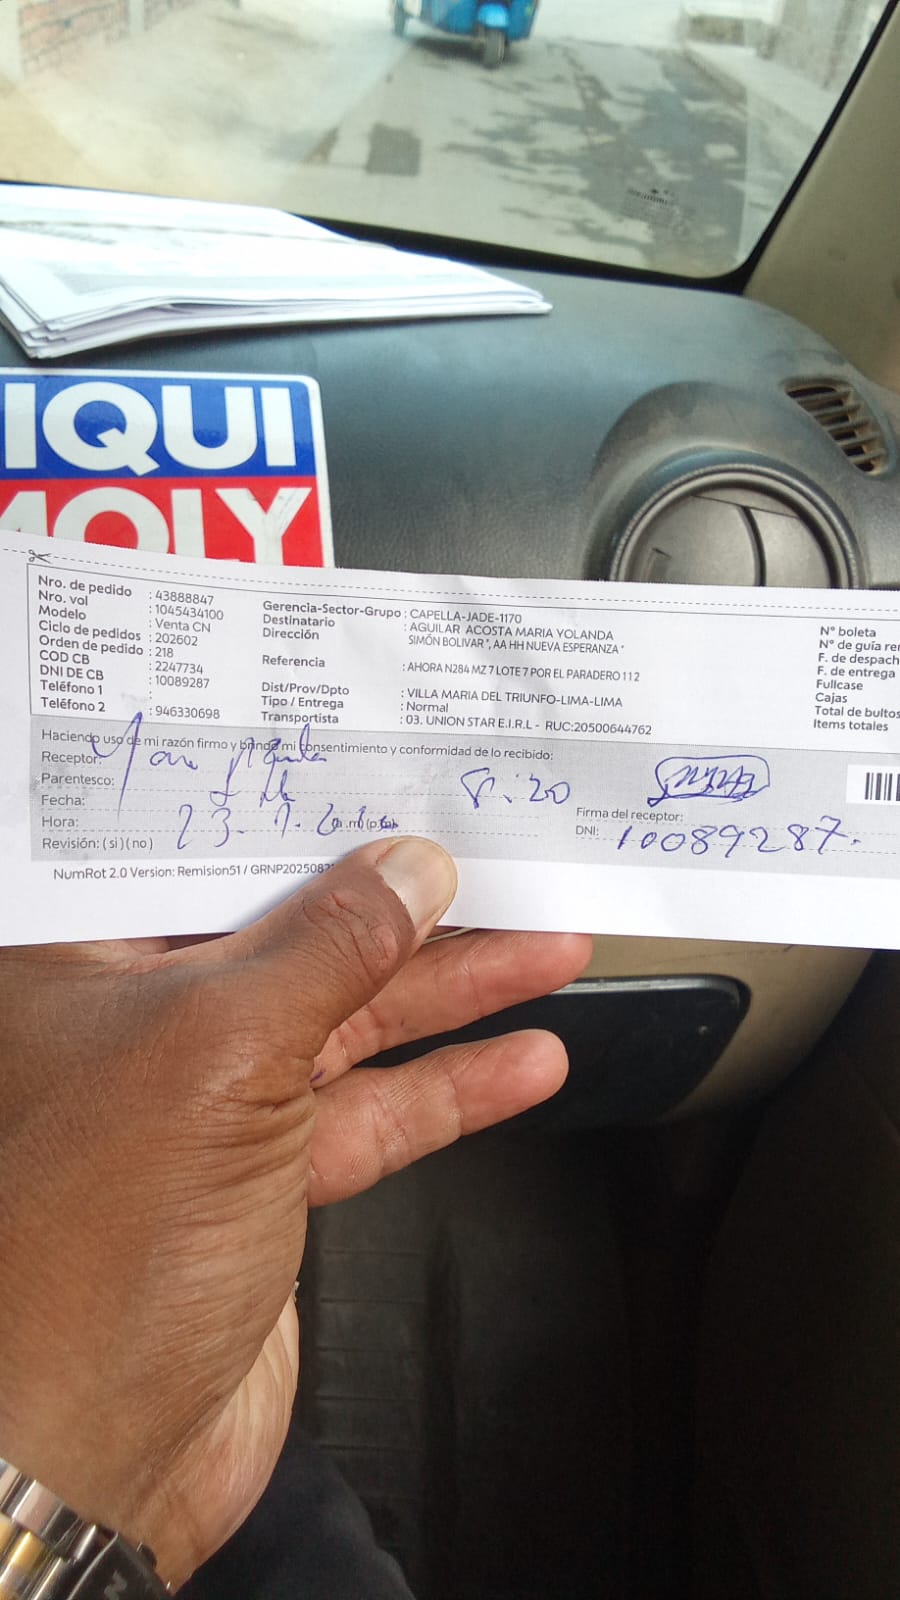 IQUI
MOLY
Nro. de pedido : 43888847
Nro. vol : 1045434100
Modelo : Venta CN
Ciclo de pedidos : 202602
Orden de pedido : 218
COD CB : 2247734
DNI DE CB : 10089287
Teléfono 1 :
Teléfono 2 : 946330698
Gerencia-Sector-Grupo : CAPELLA-JADE-1170
Destinatario : AGUILAR ACOSTA MARIA YOLANDA
Dirección SIMÓN BOLIVAR *, AA HH NUEVA ESPERANZA *
Referencia : AHORA N284 MZ 7 LOTE 7 POR EL PARADERO 112
Dist/Prov/Dpto : VILLA MARIA DEL TRIUNFO-LIMA-LIMA
Tipo / Entrega : Normal
Transportista : 03. UNION STAR E.I.R.L - RUC:20500644762
N° boleta
N° de guía re
F. de despach
F. de entrega
Fullcase
Cajas
Total de bultos
Items totales
Haciendo uso de mi razón firmo y brindo mi consentimiento y conformidad de lo recibido:
Receptor:
Parentesco:
Fecha: 8:20
Hora: 23.
Revisión: ( si ) ( no )
Firma del receptor:
DNI: 10089287.
NumRot 2.0 Version: Remision51 / GRNP2025082